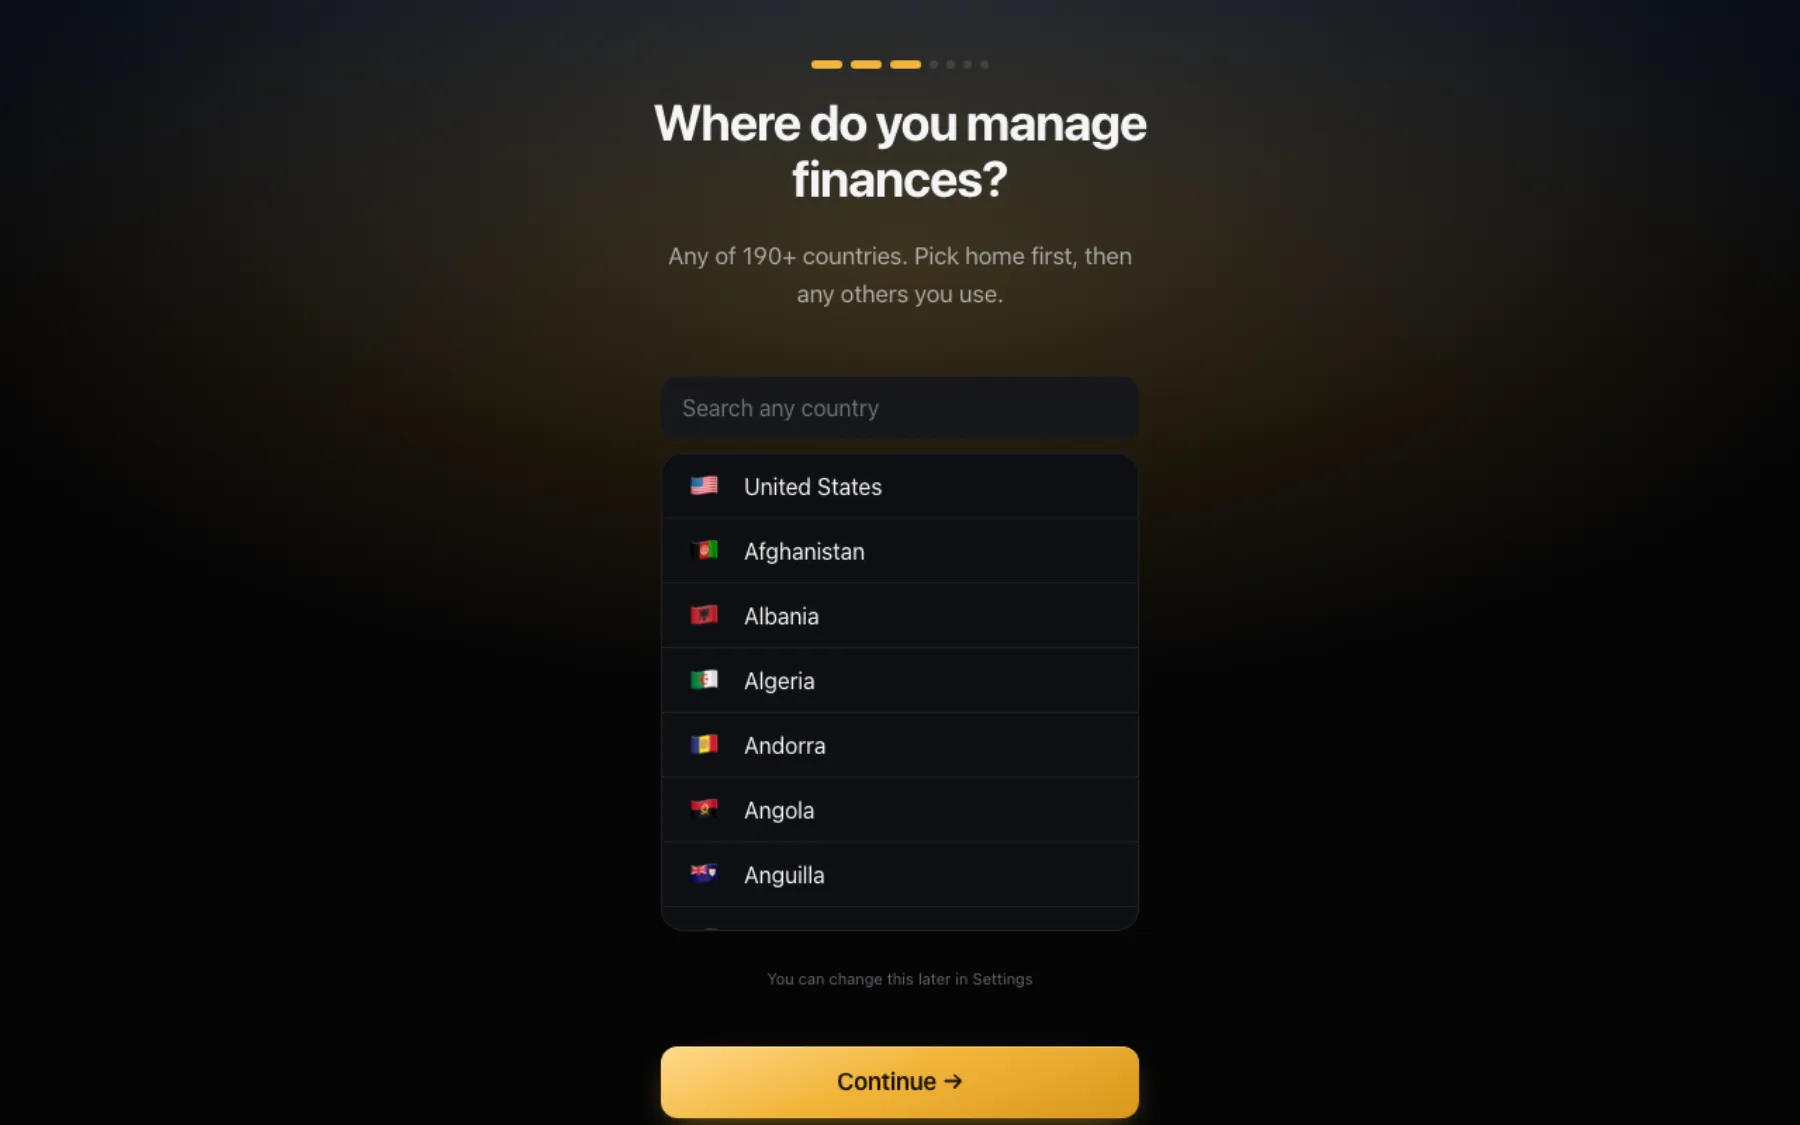 Where do you manage
finances?
Any of 190+ countries. Pick home first, then
any others you use.
Search any country
United States
Afghanistan
Albania
Algeria
Andorra
Angola
Anguilla
You can change this later in Settings
Continue →